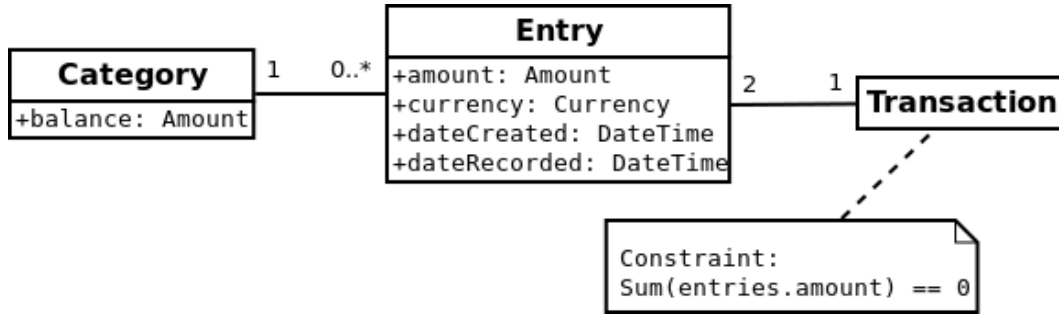 Category
+balance: Amount
1
0..*
Entry
+amount: Amount
+currency: Currency
+dateCreated: DateTime
+dateRecorded: DateTime
2
1
Transaction
Constraint:
Sum(entries.amount) == 0